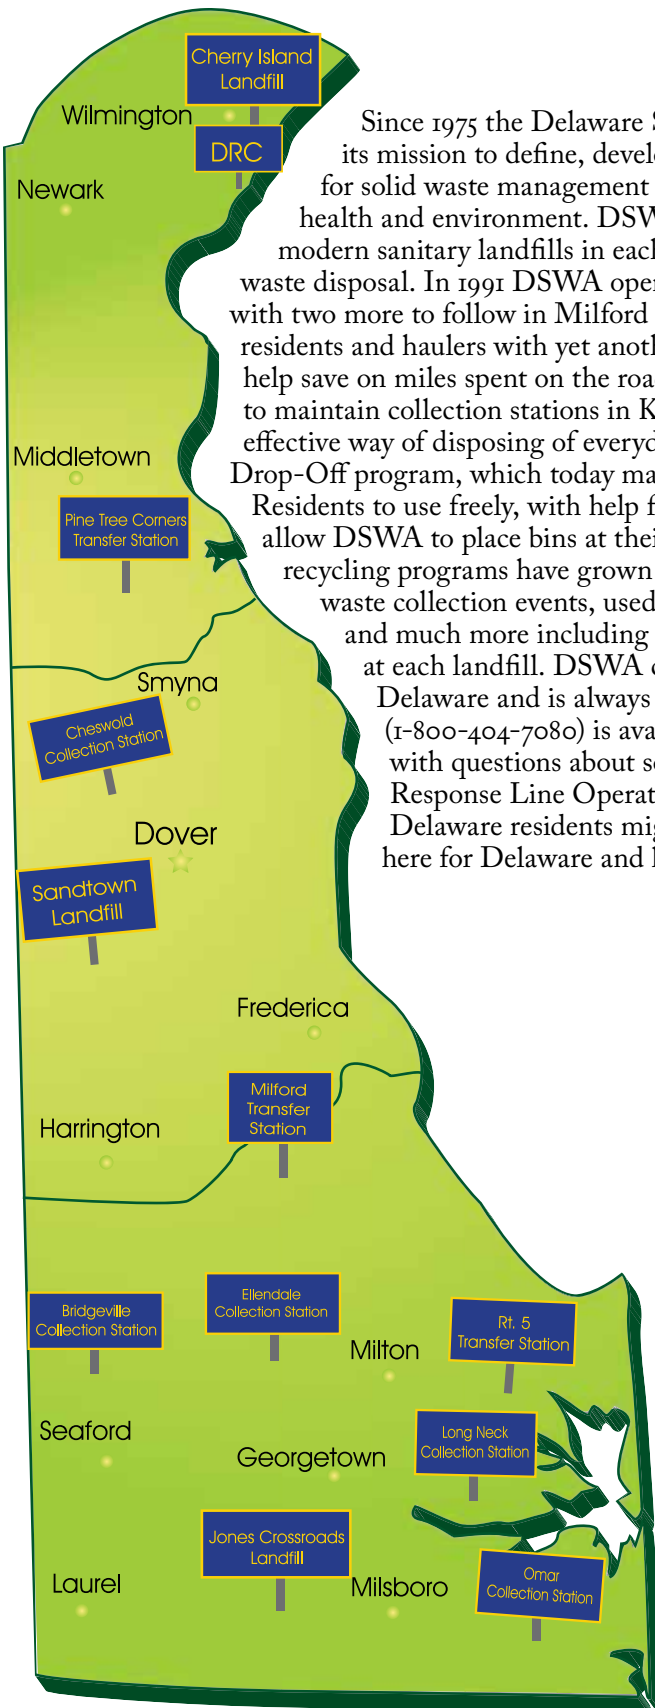 Cherry Island
Landfill
Wilmington
DRC
Newark
Middletown
Pine Tree Corners
Transfer Station
Smyna
Cheswold
Collection Station
Dover
Sandtown
Landfill
Frederica
Milford
Transfer
Station
Harrington
Bridgeville
Collection Station
Ellendale
Collection Station
Rt. 5
Transfer Station
Milton
Seaford
Long Neck
Collection Station
Georgetown
Jones Crossroads
Landfill
Omar
Collection Station
Laurel
Milsboro
Since 1975 the Delaware S
its mission to define, develo
for solid waste management
health and environment. DSW
modern sanitary landfills in each
waste disposal. In 1991 DSWA oper
with two more to follow in Milford
residents and haulers with yet anoth
help save on miles spent on the roa
to maintain collection stations in K
effective way of disposing of everyd
Drop-Off program, which today ma
Residents to use freely, with help f
allow DSWA to place bins at thei
recycling programs have grown
waste collection events, used
and much more including
at each landfill. DSWA
Delaware and is always
(1-800-404-7080) is ava
with questions about s
Response Line Operat
Delaware residents mig
here for Delaware and